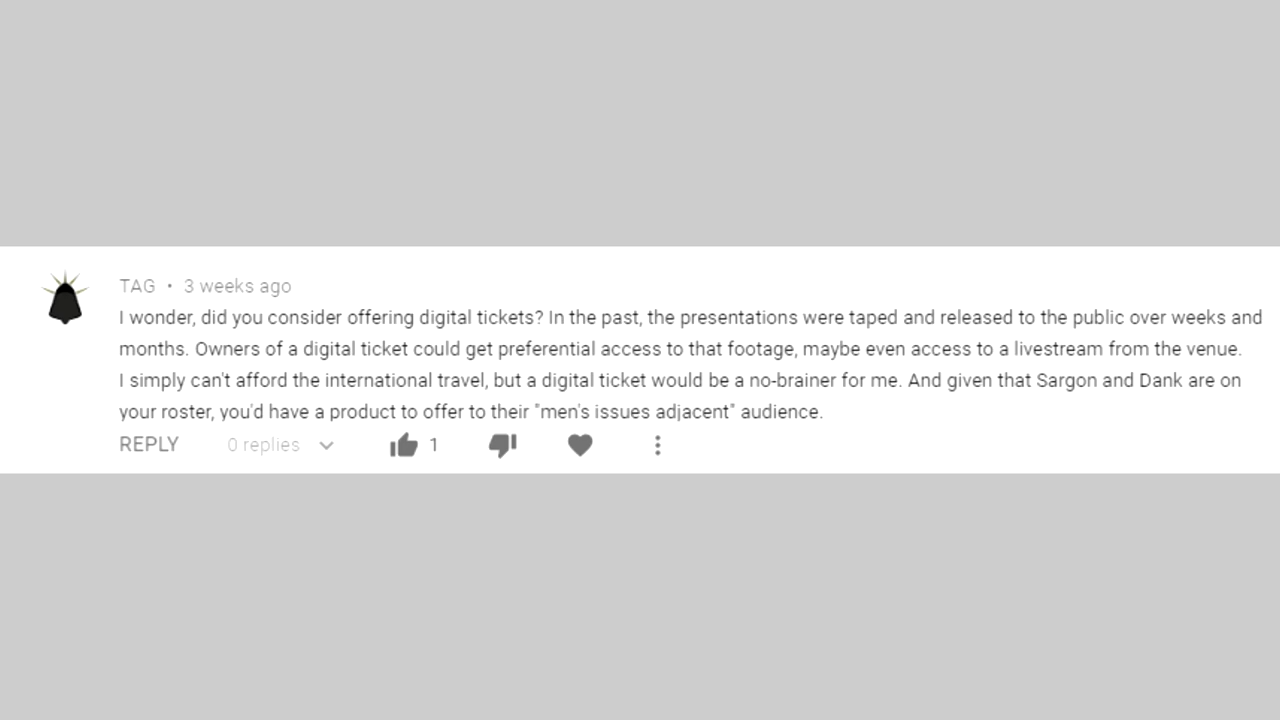 TAG • 3 weeks ago
I wonder, did you consider offering digital tickets? In the past, the presentations were taped and released to the public over weeks and
months. Owners of a digital ticket could get preferential access to that footage, maybe even access to a livestream from the venue.
I simply can't afford the international travel, but a digital ticket would be a no-brainer for me. And given that Sargon and Dank are on
your roster, you'd have a product to offer to their "men's issues adjacent" audience.
REPLY 0 replies 1